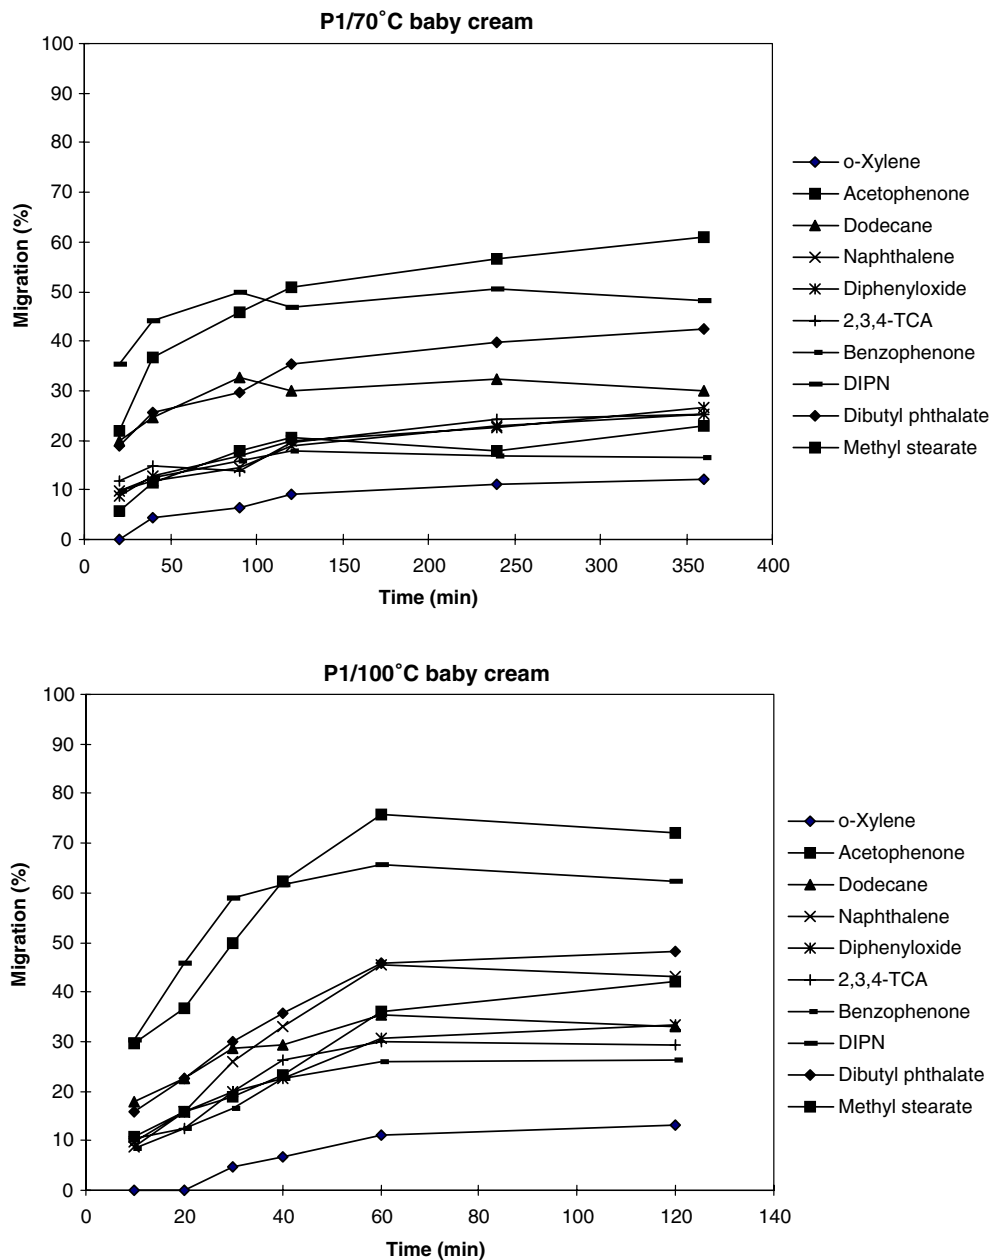 P1/70˚C baby cream
100
90
80
70
60
50
40
30
20
10
0
Migration (%)
0 50 100 150 200 250 300 350 400
Time (min)
o-Xylene
Acetophenone
Dodecane
Naphthalene
Diphenyloxide
2,3,4-TCA
Benzophenone
DIPN
Dibutyl phthalate
Methyl stearate
P1/100˚C baby cream
100
90
80
70
60
50
40
30
20
10
0
Migration (%)
0 20 40 60 80 100 120 140
Time (min)
o-Xylene
Acetophenone
Dodecane
Naphthalene
Diphenyloxide
2,3,4-TCA
Benzophenone
DIPN
Dibutyl phthalate
Methyl stearate